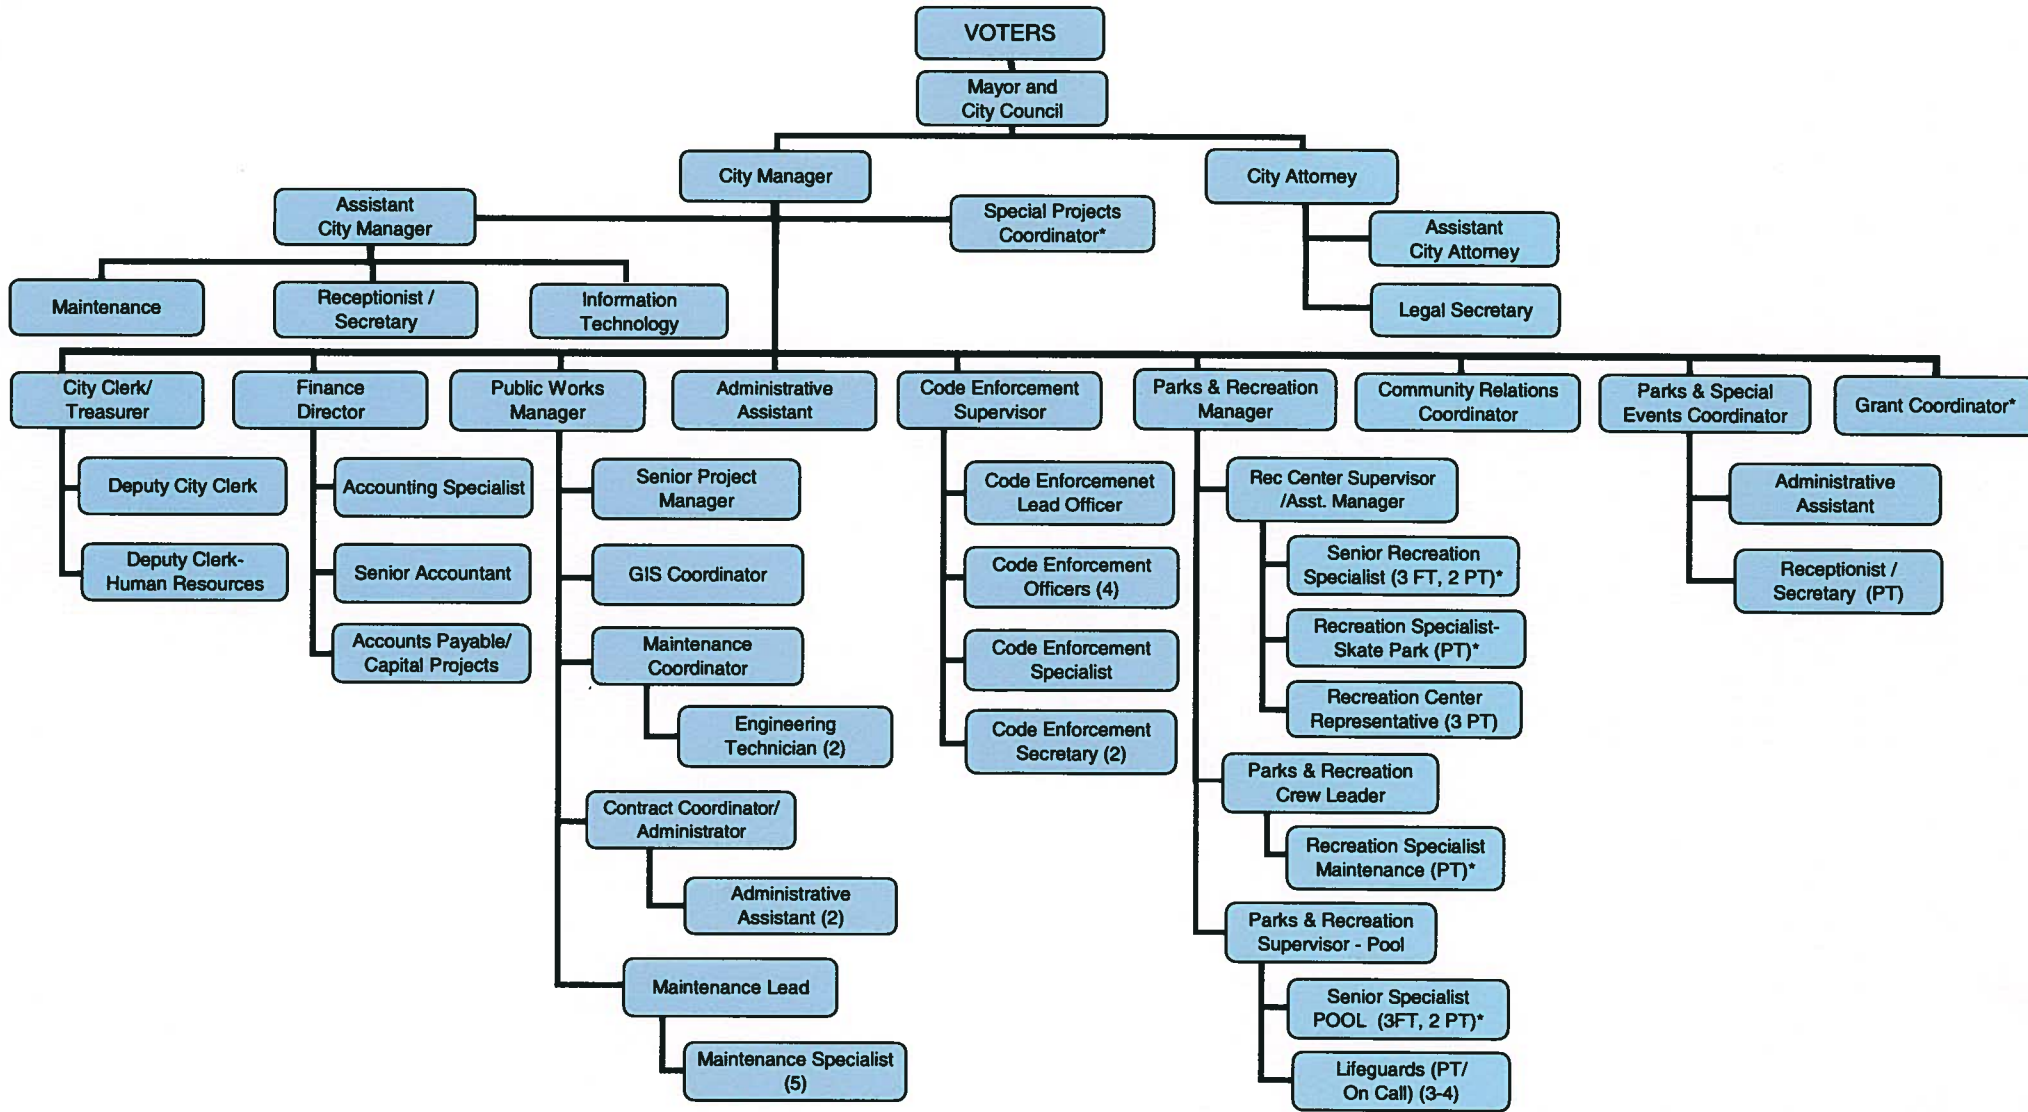 VOTERS
Mayor and
City Council
City Manager
City Attorney
Assistant
City Manager
Special Projects
Coordinator*
Assistant
City Attorney
Maintenance
Receptionist /
Secretary
Information
Technology
Legal Secretary
City Clerk/
Treasurer
Finance
Director
Public Works
Manager
Administrative
Assistant
Code Enforcement
Supervisor
Parks & Recreation
Manager
Community Relations
Coordinator
Parks & Special
Events Coordinator
Grant Coordinator*
Deputy City Clerk
Deputy Clerk-
Human Resources
Accounting Specialist
Senior Accountant
Accounts Payable/
Capital Projects
Senior Project
Manager
GIS Coordinator
Maintenance
Coordinator
Engineering
Technician (2)
Contract Coordinator/
Administrator
Administrative
Assistant (2)
Maintenance Lead
Maintenance Specialist
(5)
Code Enforcemenet
Lead Officer
Code Enforcement
Officers (4)
Code Enforcement
Specialist
Code Enforcement
Secretary (2)
Rec Center Supervisor
/Asst. Manager
Senior Recreation
Specialist (3 FT, 2 PT)*
Recreation Specialist-
Skate Park (PT)*
Recreation Center
Representative (3 PT)
Parks & Recreation
Crew Leader
Recreation Specialist
Maintenance (PT)*
Parks & Recreation
Supervisor - Pool
Senior Specialist
POOL (3FT, 2 PT)*
Lifeguards (PT/
On Call) (3-4)
Administrative
Assistant
Receptionist /
Secretary (PT)